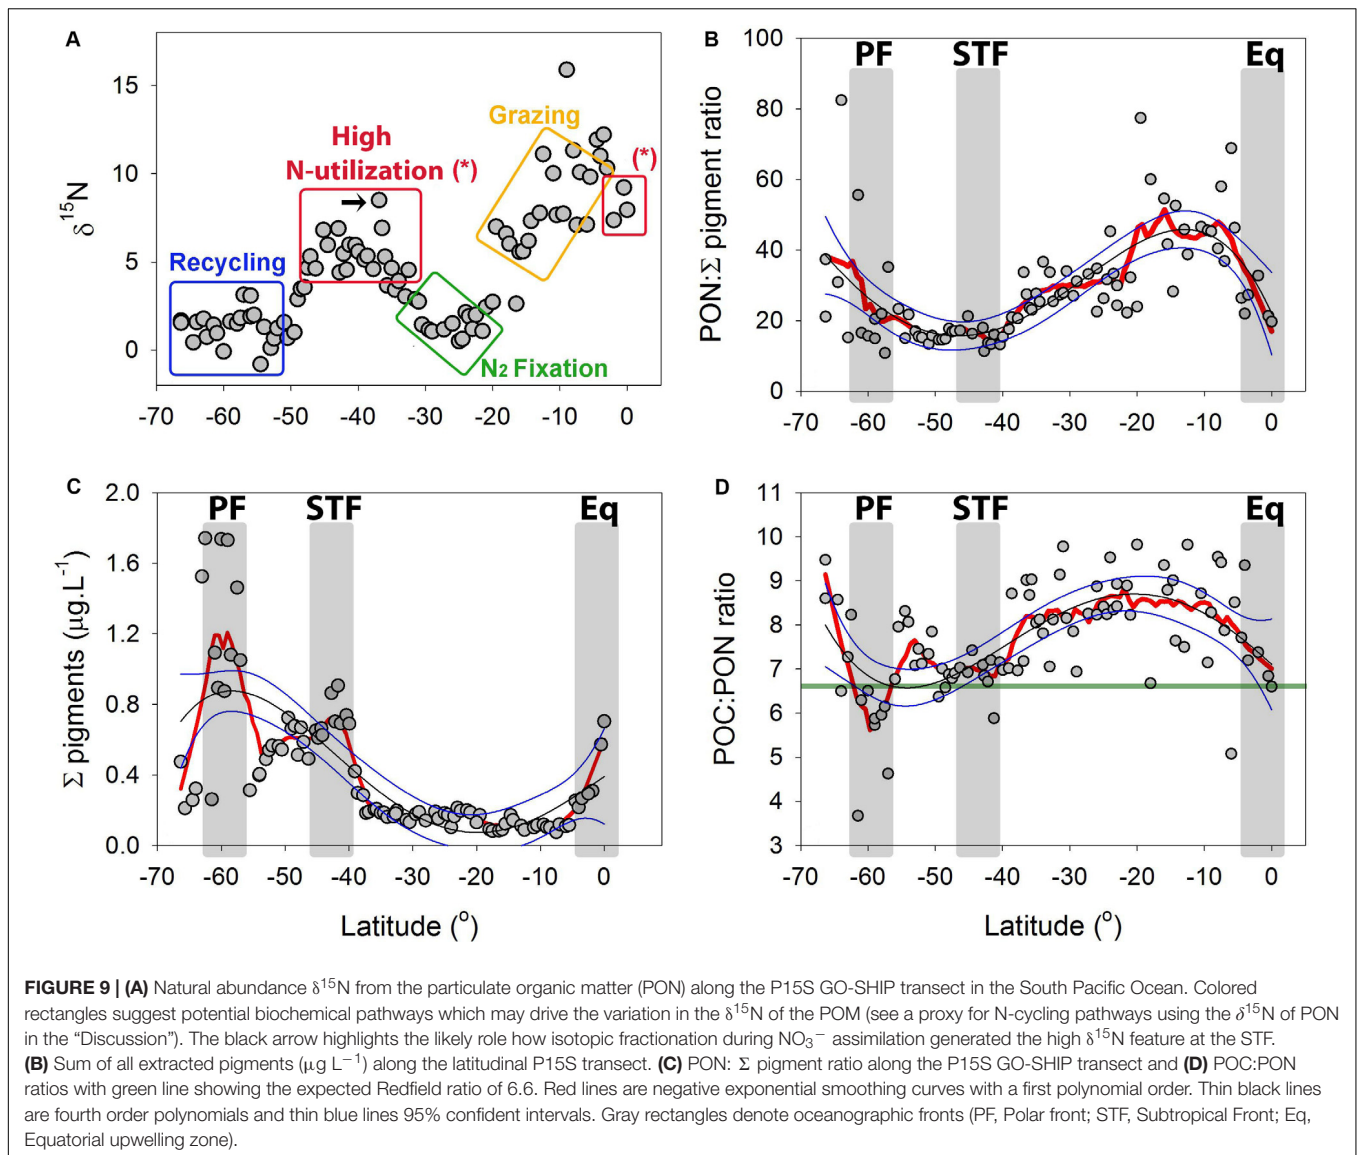 A
δ15N
15
10
5
0
-70 -60 -50 -40 -30 -20 -10 0
Recycling
High
N-utilization (*)
Grazing
(*)
N2 Fixation
B
PF STF Eq
PON:Σ pigment ratio
100
80
60
40
20
0
-70 -60 -50 -40 -30 -20 -10 0
C
PF STF Eq
Σ pigments (µg.L-1)
2.0
1.6
1.2
0.8
0.4
0.0
-70 -60 -50 -40 -30 -20 -10 0
Latitude (o)
D
PF STF Eq
POC:PON ratio
11
10
9
8
7
6
5
4
3
-70 -60 -50 -40 -30 -20 -10 0
Latitude (o)
FIGURE 9 | (A) Natural abundance δ15N from the particulate organic matter (PON) along the P15S GO-SHIP transect in the South Pacific Ocean. Colored
rectangles suggest potential biochemical pathways which may drive the variation in the δ15N of the POM (see a proxy for N-cycling pathways using the δ15N of PON
in the “Discussion”). The black arrow highlights the likely role how isotopic fractionation during NO3− assimilation generated the high δ15N feature at the STF.
(B) Sum of all extracted pigments (µg L−1) along the latitudinal P15S transect. (C) PON: Σ pigment ratio along the P15S GO-SHIP transect and (D) POC:PON
ratios with green line showing the expected Redfield ratio of 6.6. Red lines are negative exponential smoothing curves with a first polynomial order. Thin black lines
are fourth order polynomials and thin blue lines 95% confident intervals. Gray rectangles denote oceanographic fronts (PF, Polar front; STF, Subtropical Front; Eq,
Equatorial upwelling zone).